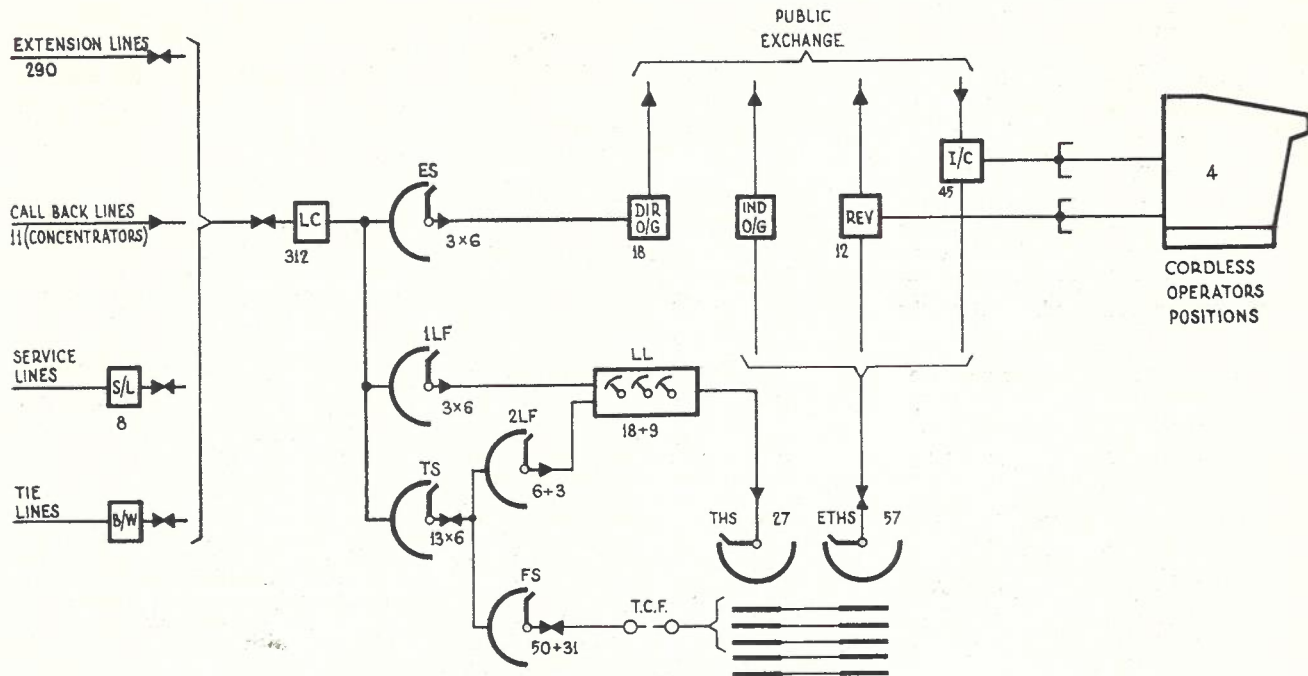 PUBLIC
EXCHANGE
EXTENSION LINES
290
CALL BACK LINES
11 (CONCENTRATORS)
SERVICE
LINES
S/L
8
TIE
LINES
B/W
LC
312
ES
3×6
DIR
O/G
18
IND
O/G
REV
12
I/C
45
4
CORDLESS
OPERATORS
POSITIONS
1LF
3×6
LL
18+9
2LF
6+3
TS
13×6
THS
27
ETHS
57
FS
50+31
T.C.F.